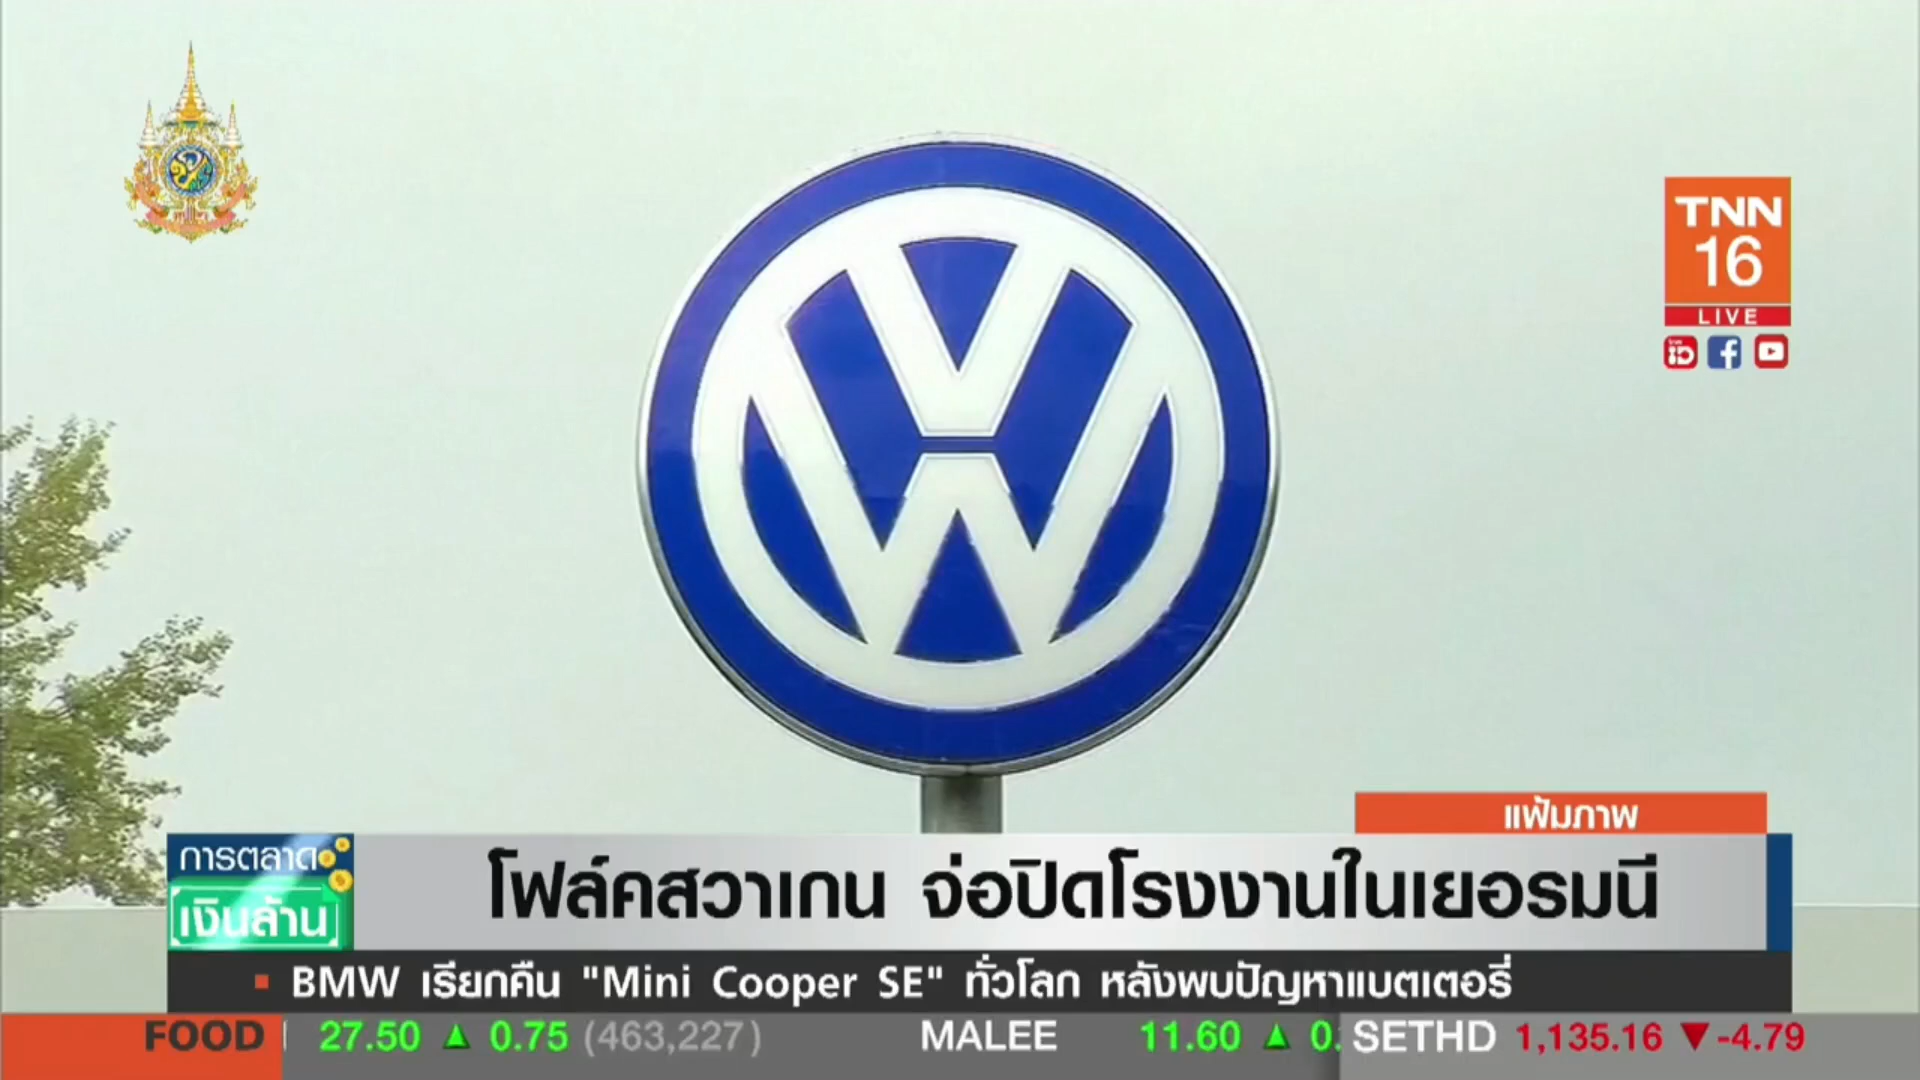 TNN
16
LIVE
แฟ้มภาพ
การตลาด
เงินล้าน
โฟล์คสวาเกน จ่อปิดโรงงานในเยอรมนี
BMW เรียกคืน "Mini Cooper SE" ทั่วโลก หลังพบปัญหาแบตเตอรี่
FOOD 27.50 ▲ 0.75 (463,227) MALEE 11.60 ▲ 0. SETHD 1,135.16 ▼ -4.79